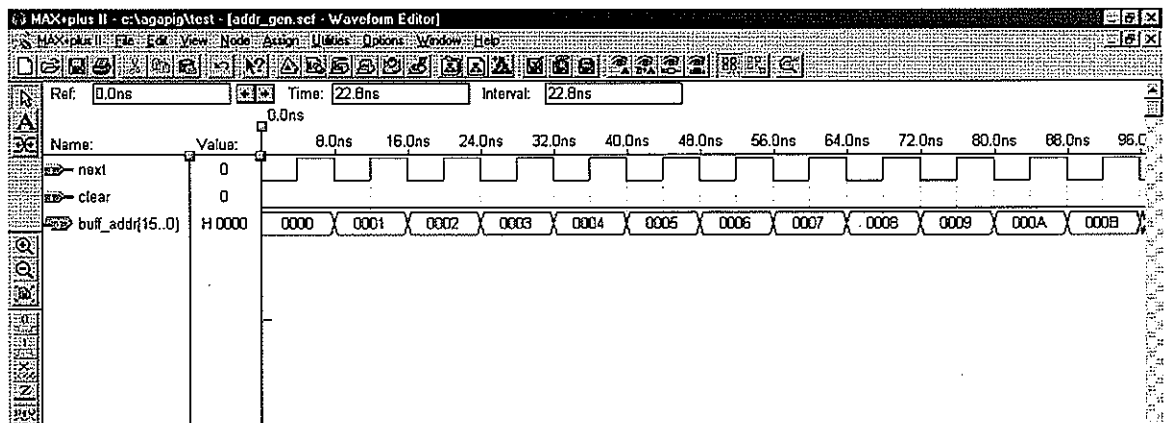 MAX+plus II - c:\agapig\test - [addr_gen.scf - Waveform Editor]
MAX+plus II File Edit View Node Assign Utilities Options Window Help
Ref: 0.0ns Time: 22.8ns Interval: 22.8ns
0.0ns
Name: Value: 8.0ns 16.0ns 24.0ns 32.0ns 40.0ns 48.0ns 56.0ns 64.0ns 72.0ns 80.0ns 88.0ns 96.0
next 0
clear 0
buff_addr[15..0] H 0000 0000 0001 0002 0003 0004 0005 0006 0007 0008 0009 000A 000B